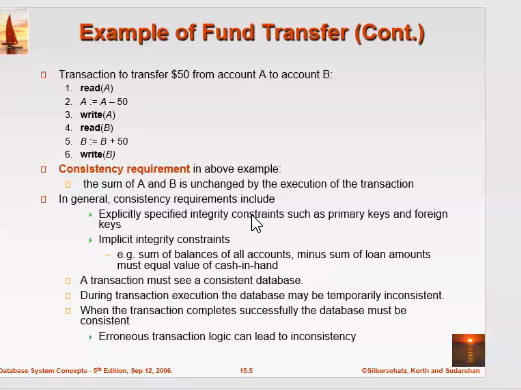 Example of Fund Transfer (Cont.)
Transaction to transfer $50 from account A to account B:
1. read(A)
2. A := A – 50
3. write(A)
4. read(B)
5. B := B + 50
6. write(B)
Consistency requirement in above example:
the sum of A and B is unchanged by the execution of the transaction
In general, consistency requirements include
Explicitly specified integrity constraints such as primary keys and foreign
keys
Implicit integrity constraints
– e.g. sum of balances of all accounts, minus sum of loan amounts
must equal value of cash-in-hand
A transaction must see a consistent database.
During transaction execution the database may be temporarily inconsistent.
When the transaction completes successfully the database must be
consistent
Erroneous transaction logic can lead to inconsistency
Database System Concepts - 5th Edition, Sep 12, 2006. 15.5 ©Silberschatz, Korth and Sudarshan